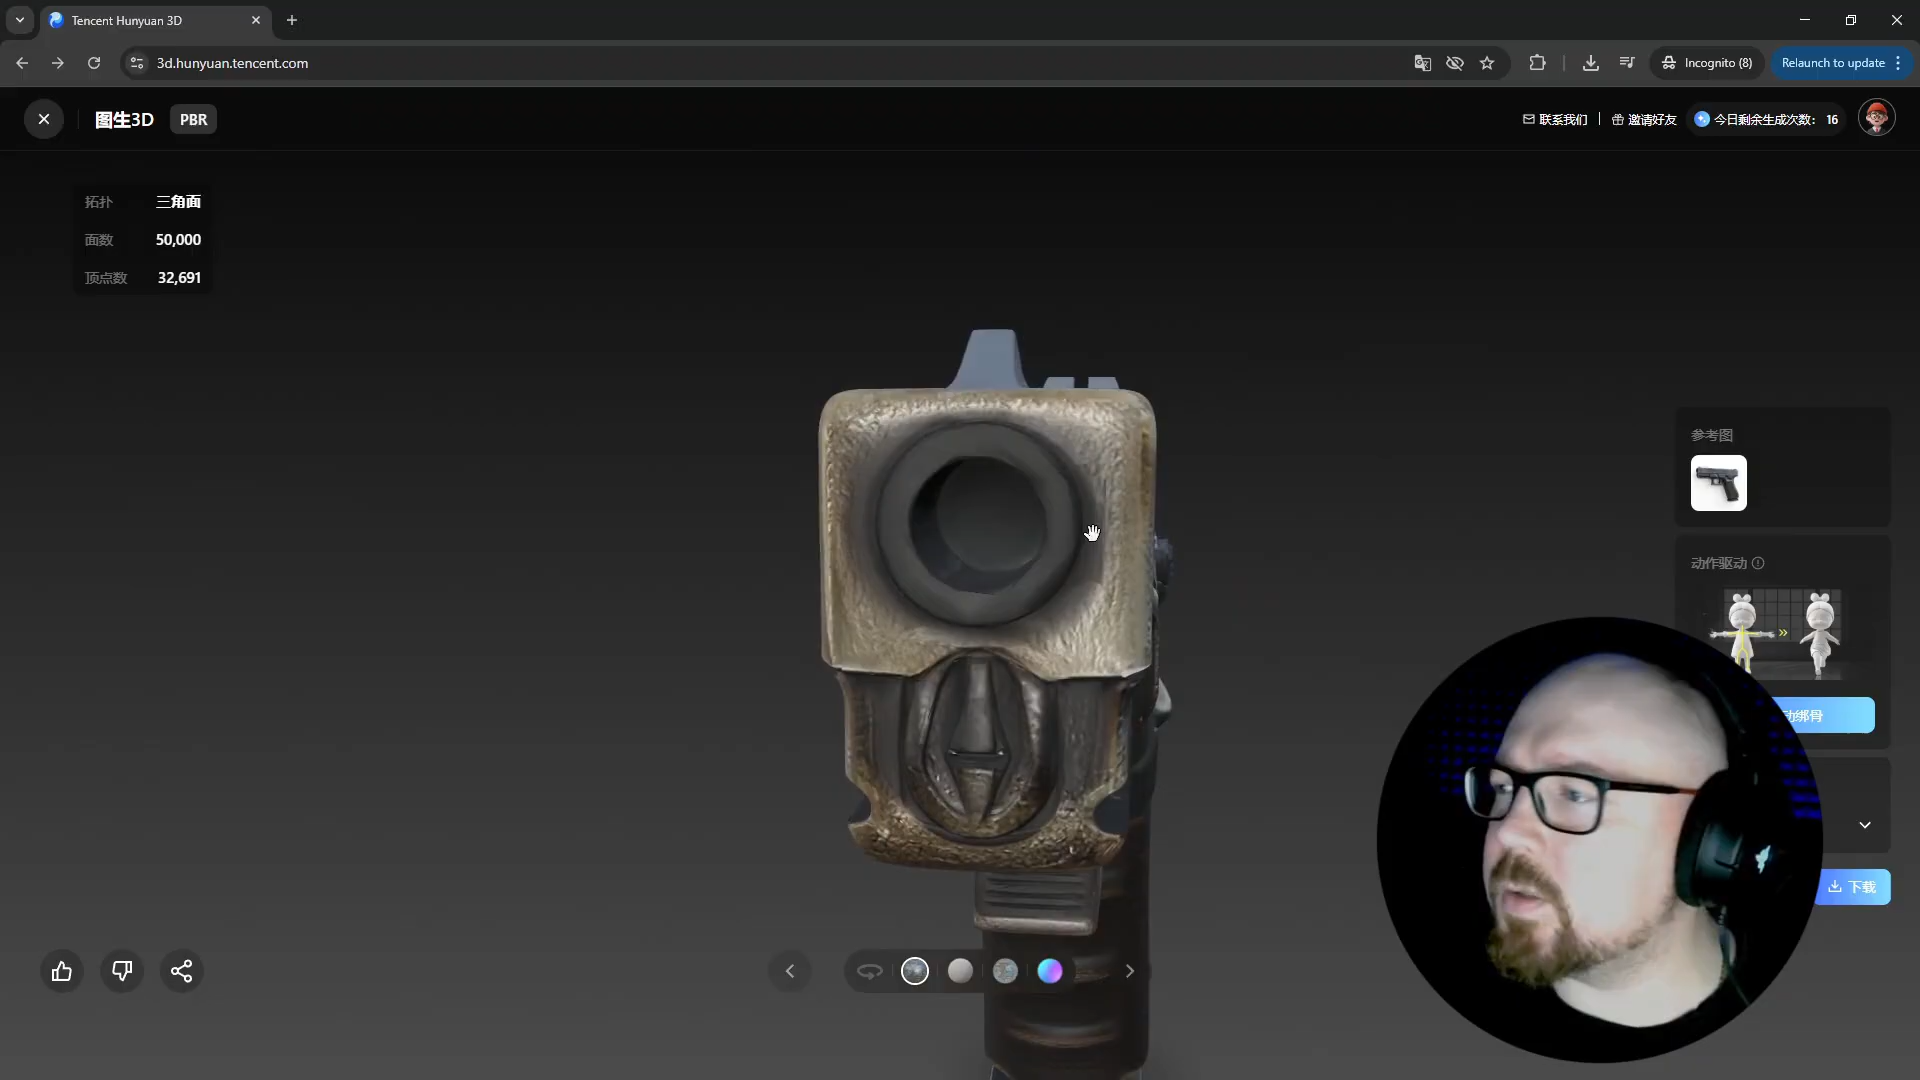 Tencent Hunyuan 3D
3d.hunyuan.tencent.com
Incognito (8)
Relaunch to update
图生3D
PBR
联系我们
邀请好友
今日剩余生成次数: 16
拓扑 三角面
面数 50,000
顶点数 32,691
参考图
动作驱动
动绑骨
下载